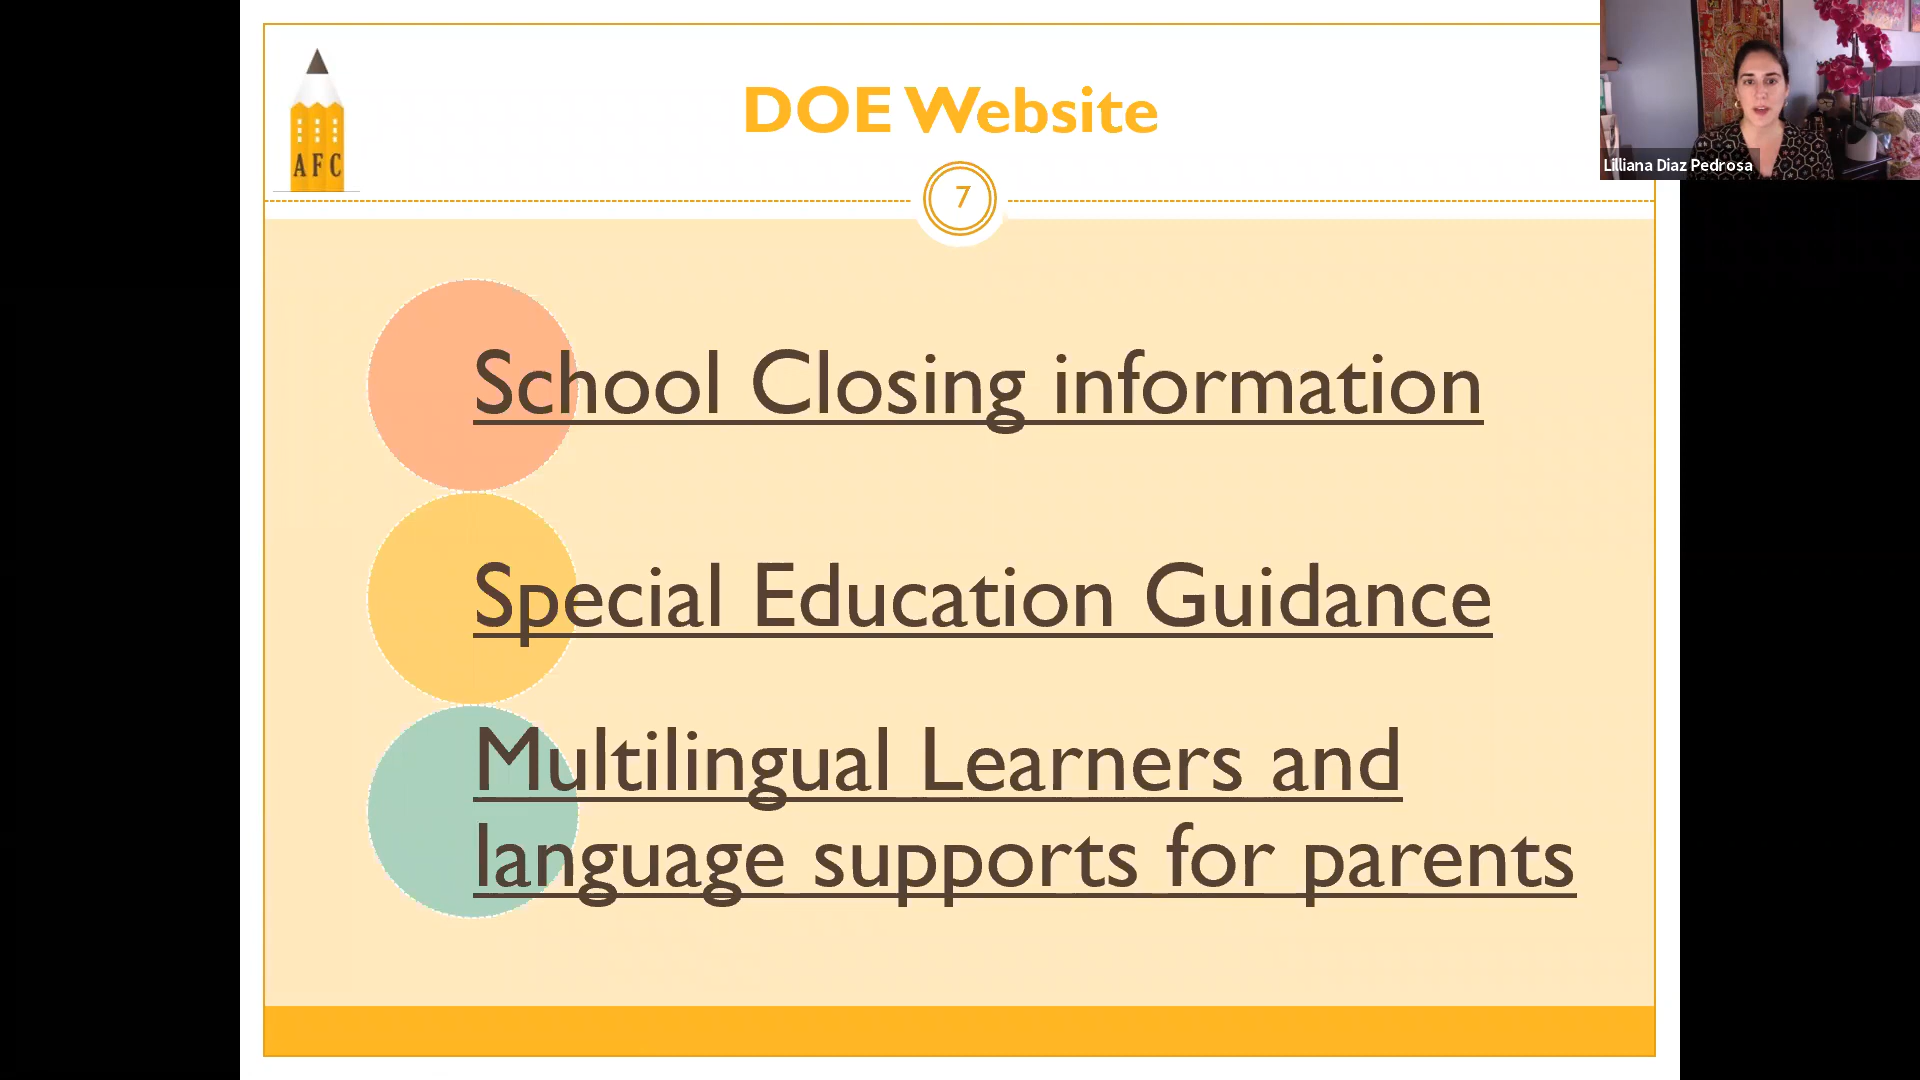 AFC
DOE Website
Lilliana Diaz Pedrosa
7
School Closing information
Special Education Guidance
Multilingual Learners and
language supports for parents